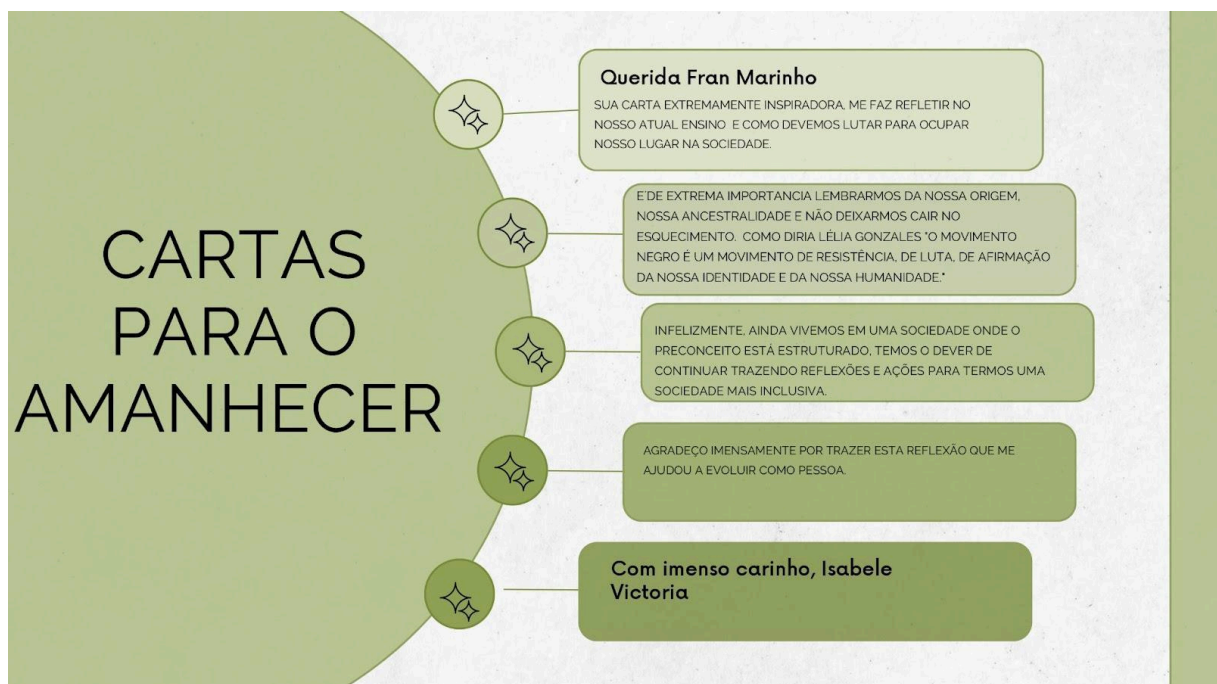 CARTAS
PARA O
AMANHECER
Querida Fran Marinho
SUA CARTA EXTREMAMENTE INSPIRADORA, ME FAZ REFLETIR NO
NOSSO ATUAL ENSINO E COMO DEVEMOS LUTAR PARA OCUPAR
NOSSO LUGAR NA SOCIEDADE.
E'DE EXTREMA IMPORTANCIA LEMBRARMOS DA NOSSA ORIGEM,
NOSSA ANCESTRALIDADE E NÃO DEIXARMOS CAIR NO
ESQUECIMENTO. COMO DIRIA LÉLIA GONZALES "O MOVIMENTO
NEGRO É UM MOVIMENTO DE RESISTÊNCIA, DE LUTA, DE AFIRMAÇÃO
DA NOSSA IDENTIDADE E DA NOSSA HUMANIDADE."
INFELIZMENTE, AINDA VIVEMOS EM UMA SOCIEDADE ONDE O
PRECONCEITO ESTÁ ESTRUTURADO, TEMOS O DEVER DE
CONTINUAR TRAZENDO REFLEXÕES E AÇÕES PARA TERMOS UMA
SOCIEDADE MAIS INCLUSIVA.
AGRADEÇO IMENSAMENTE POR TRAZER ESTA REFLEXÃO QUE ME
AJUDOU A EVOLUIR COMO PESSOA.
Com imenso carinho, Isabele
Victoria